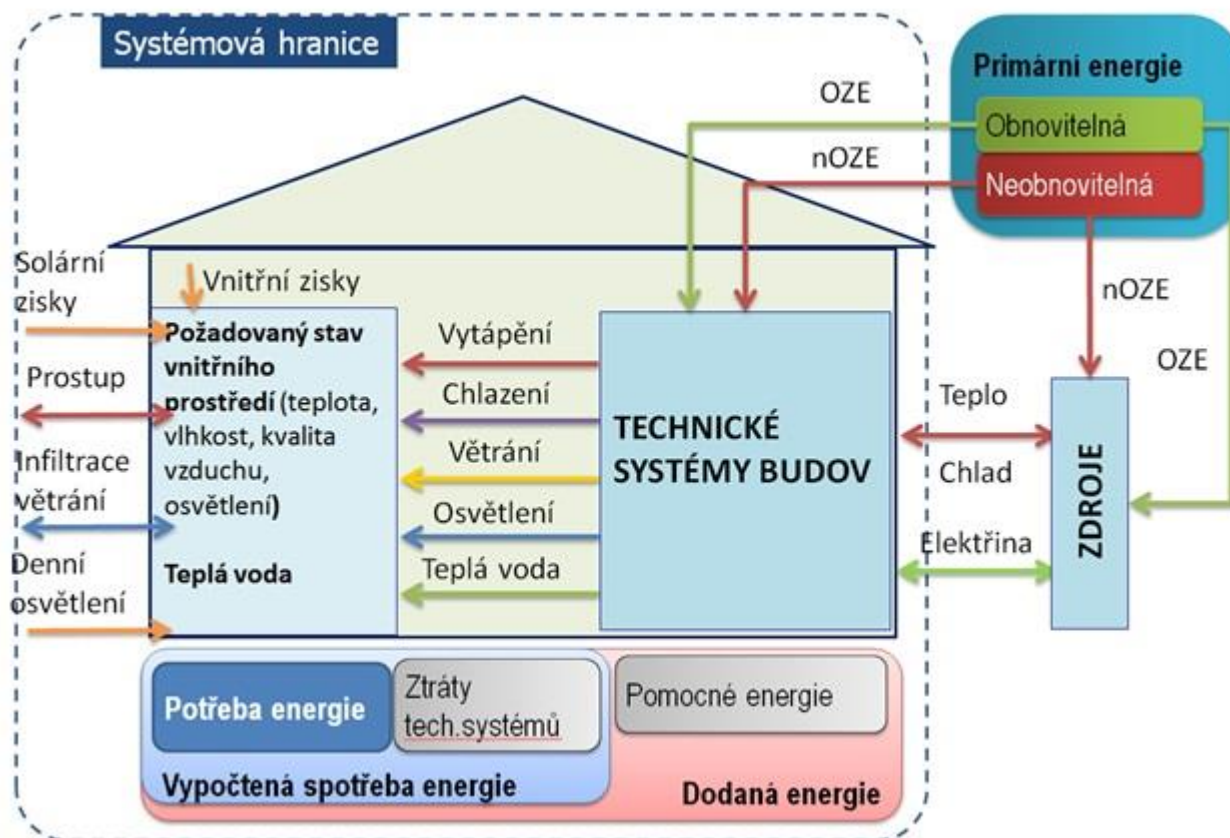 Systémová hranice
Primární energie
Obnovitelná
Neobnovitelná
OZE
nOZE
nOZE
OZE
Solární
zisky
Prostup
Infiltrace
větrání
Denní
osvětlení
Vnitřní zisky
Požadovaný stav
vnitřního
prostředí (teplota,
vlhkost, kvalita
vzduchu,
osvětlení)
Teplá voda
Vytápění
Chlazení
Větrání
Osvětlení
Teplá voda
TECHNICKÉ
SYSTÉMY BUDOV
Teplo
Chlad
Elektřina
ZDROJE
Potřeba energie
Ztráty
tech.systémů
Pomocné energie
Vypočtená spotřeba energie
Dodaná energie